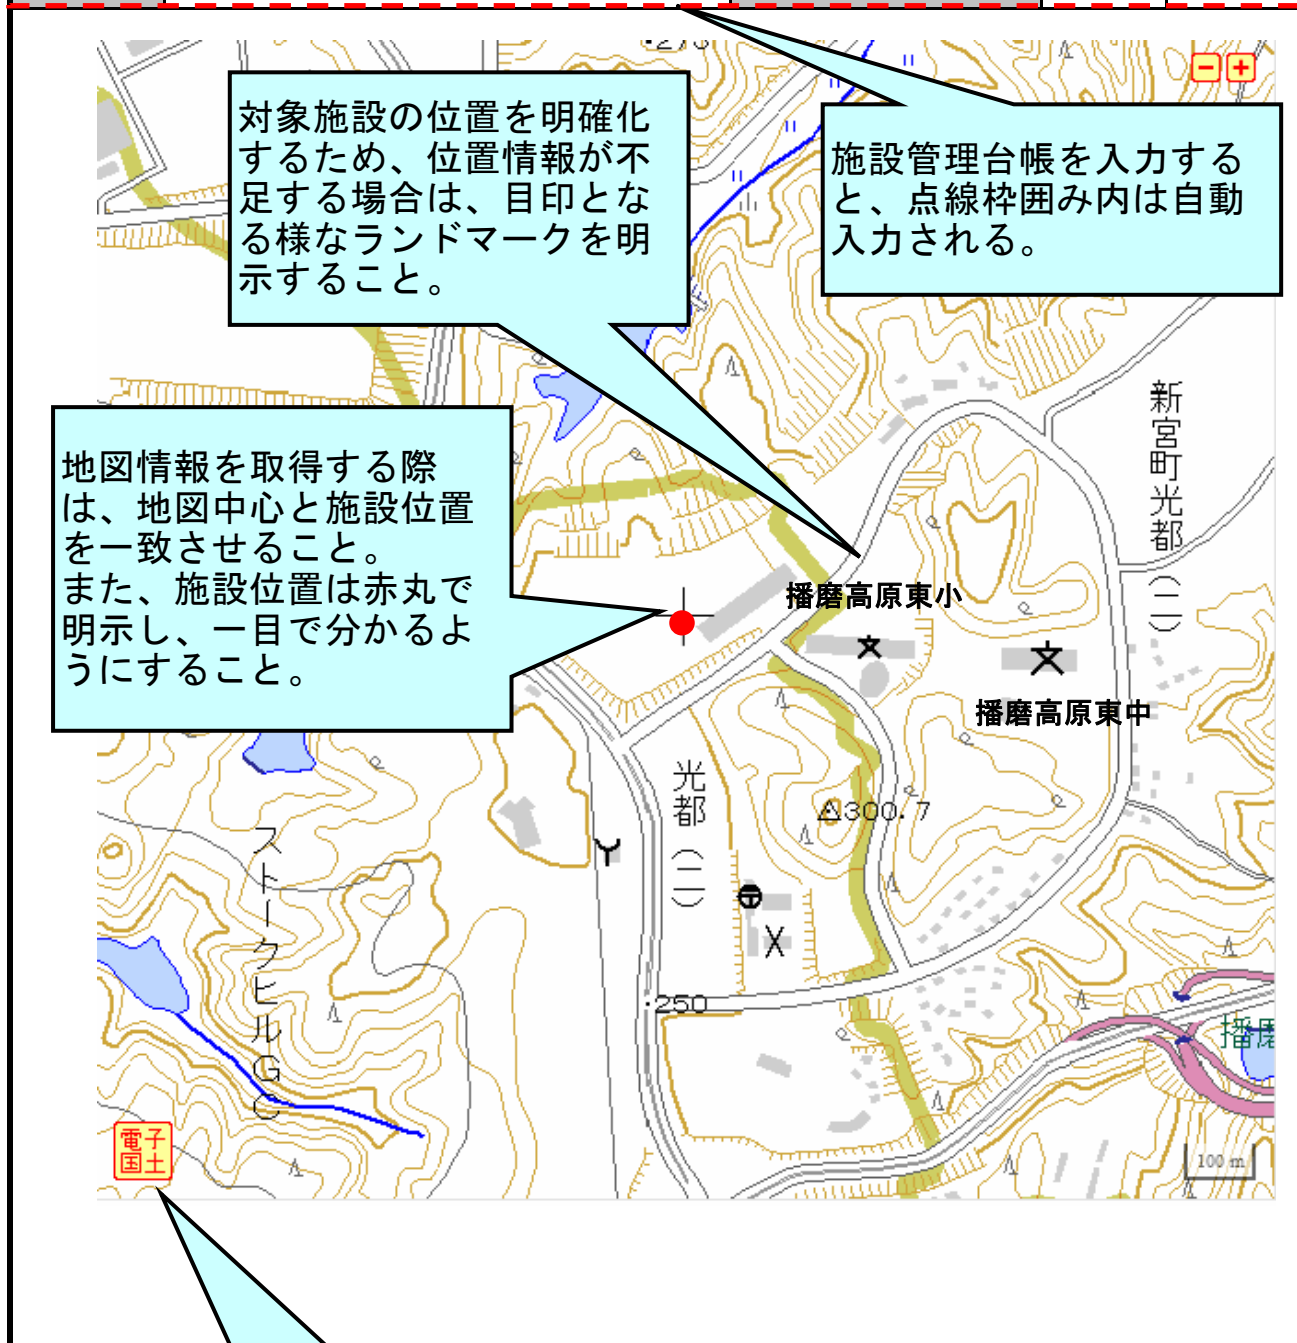 ・273
対象施設の位置を明確化
するため、位置情報が不
足する場合は、目印とな
る様なランドマークを明
示すること。
施設管理台帳を入力する
と、点線枠囲み内は自動
入力される。
地図情報を取得する際
は、地図中心と施設位置
を一致させること。
また、施設位置は赤丸で
明示し、一目で分かるよ
うにすること。
新宮町光都(二)
播磨高原東小
播磨高原東中
光都(二)
300.7
ストークヒルGC
・250
播磨
電子
国土
100 m